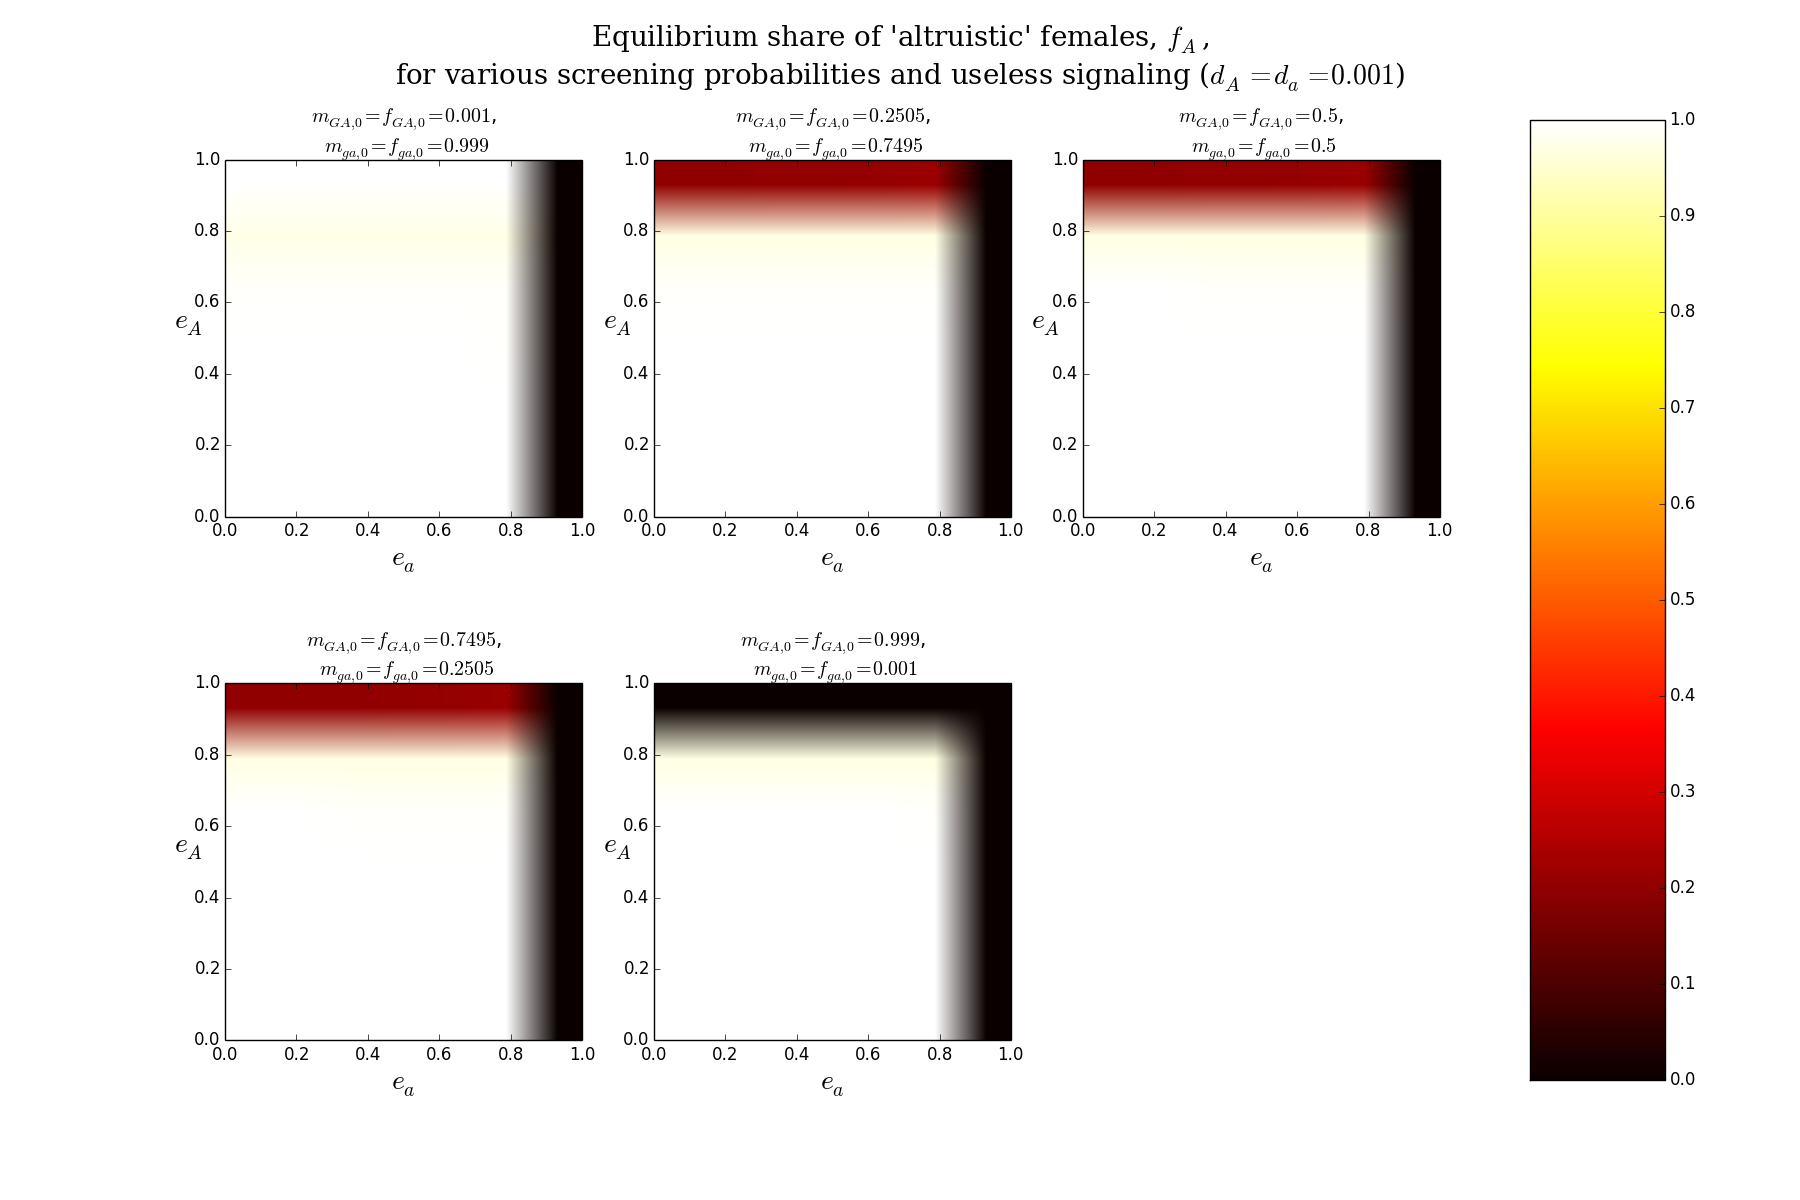 Equilibrium share of 'altruistic' females, f_A,
for various screening probabilities and useless signaling (d_A = d_a = 0.001)
m_GA,0 = f_GA,0 = 0.001,
m_ga,0 = f_ga,0 = 0.999
m_GA,0 = f_GA,0 = 0.2505,
m_ga,0 = f_ga,0 = 0.7495
m_GA,0 = f_GA,0 = 0.5,
m_ga,0 = f_ga,0 = 0.5
1.0
0.8
0.6
e_A
0.4
0.2
0.0
0.0 0.2 0.4 0.6 0.8 1.0
e_a
1.0
0.8
0.6
e_A
0.4
0.2
0.0
0.0 0.2 0.4 0.6 0.8 1.0
e_a
1.0
0.8
0.6
e_A
0.4
0.2
0.0
0.0 0.2 0.4 0.6 0.8 1.0
e_a
m_GA,0 = f_GA,0 = 0.7495,
m_ga,0 = f_ga,0 = 0.2505
m_GA,0 = f_GA,0 = 0.999,
m_ga,0 = f_ga,0 = 0.001
1.0
0.8
0.6
e_A
0.4
0.2
0.0
0.0 0.2 0.4 0.6 0.8 1.0
e_a
1.0
0.8
0.6
e_A
0.4
0.2
0.0
0.0 0.2 0.4 0.6 0.8 1.0
e_a
1.0
0.9
0.8
0.7
0.6
0.5
0.4
0.3
0.2
0.1
0.0